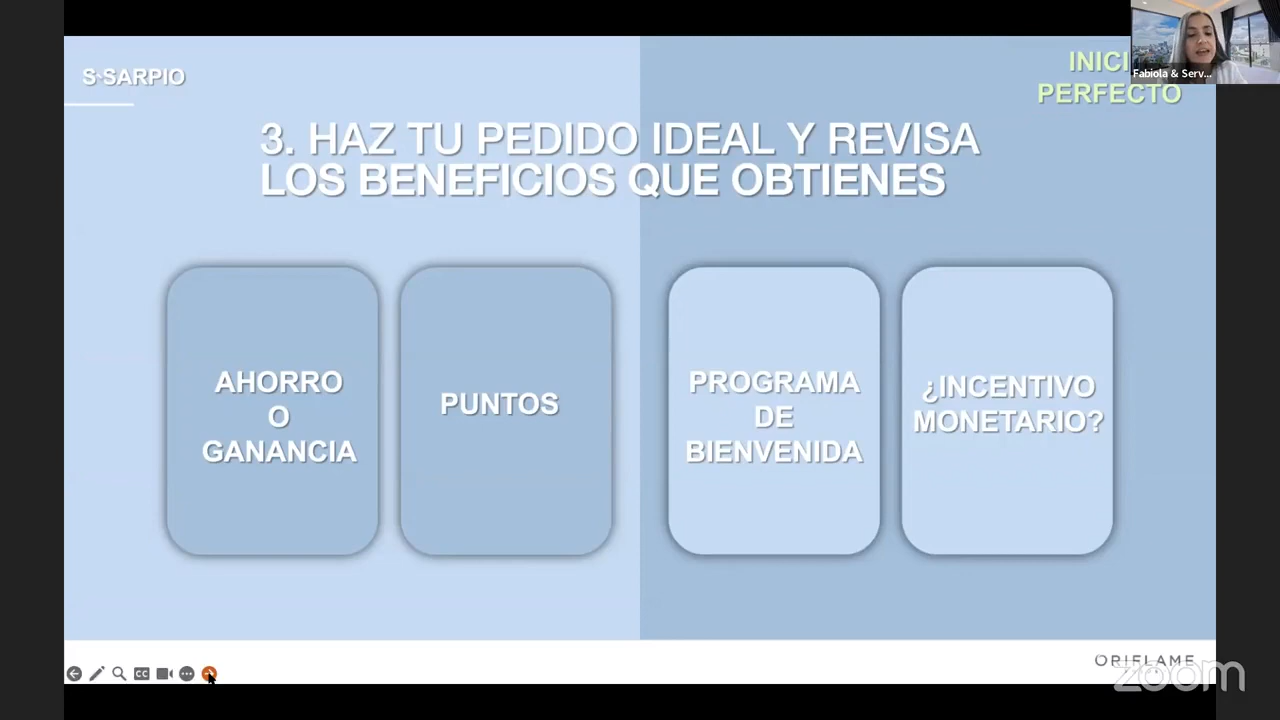 S SARPIO
INICI
PERFECTO
Fabiola & Serv...
3. HAZ TU PEDIDO IDEAL Y REVISA
LOS BENEFICIOS QUE OBTIENES
AHORRO
O
GANANCIA
PUNTOS
PROGRAMA
DE
BIENVENIDA
¿INCENTIVO
MONETARIO?
CC
ORIFLAME
zoom